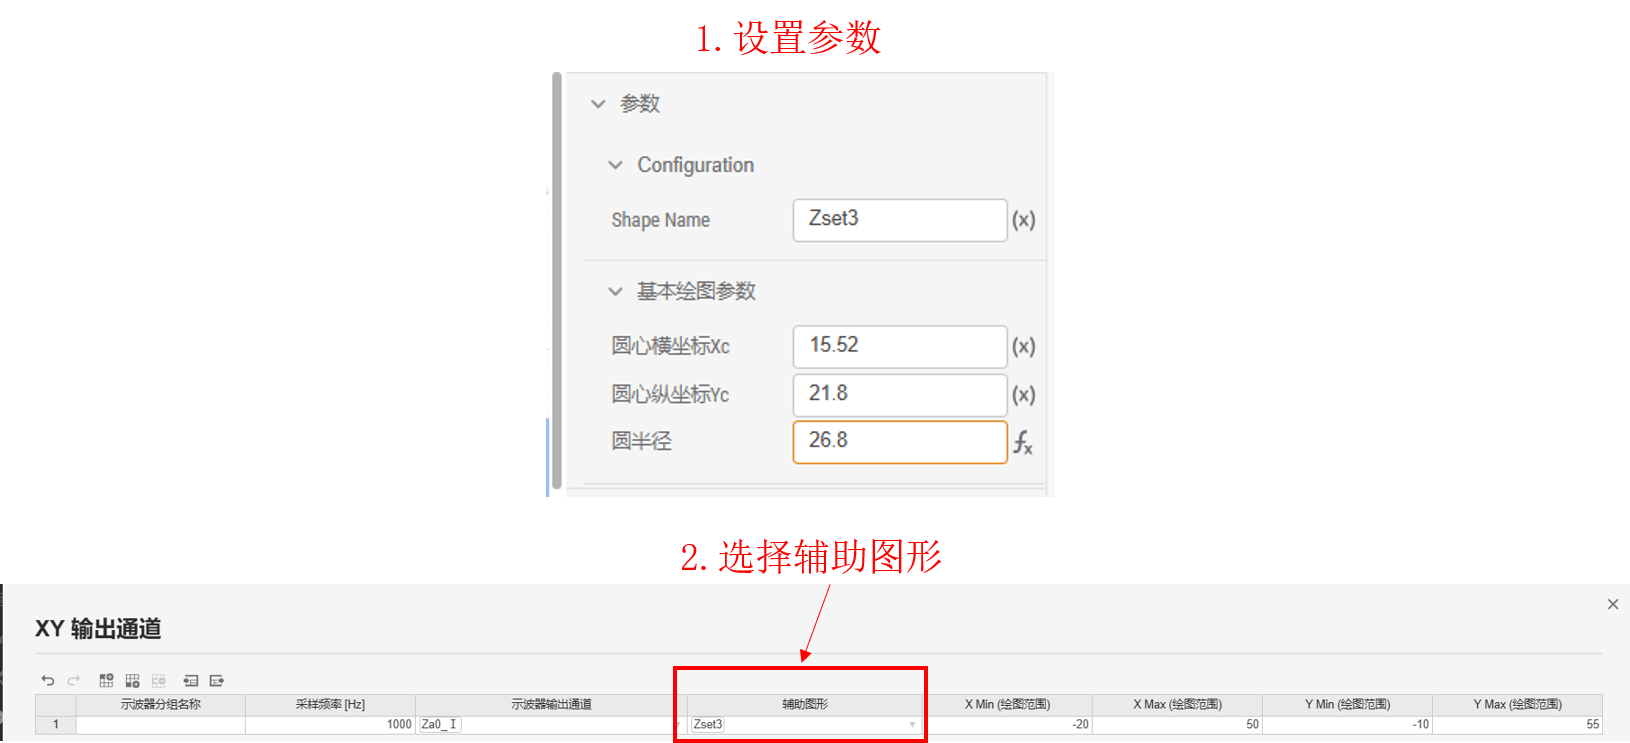 1.设置参数
参数
Configuration
Shape Name Zset3 (x)
基本绘图参数
圆心横坐标Xc 15.52 (x)
圆心纵坐标Yc 21.8 (x)
圆半径 26.8 fx
2.选择辅助图形
XY 输出通道
示波器分组名称 采样频率 [Hz] 示波器输出通道 辅助图形 X Min (绘图范围) X Max (绘图范围) Y Min (绘图范围) Y Max (绘图范围)
1 1000 Za0_I Zset3 -20 50 -10 55